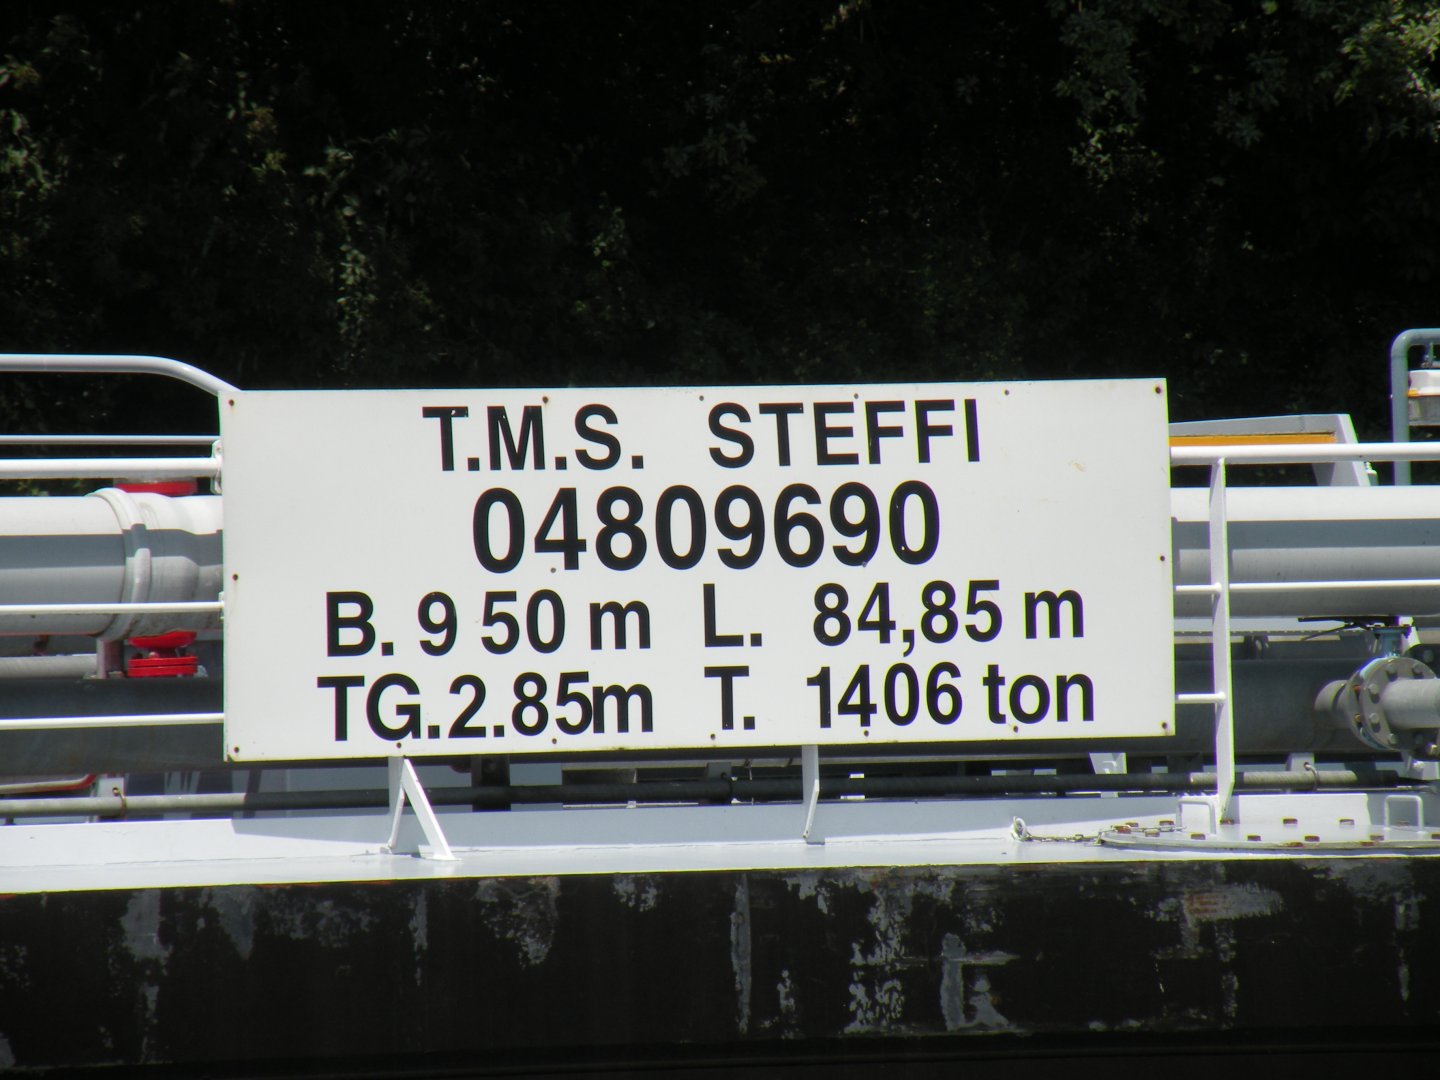 T.M.S. STEFFI
04809690
B. 9 50 m L. 84,85 m
TG.2.85m T. 1406 ton